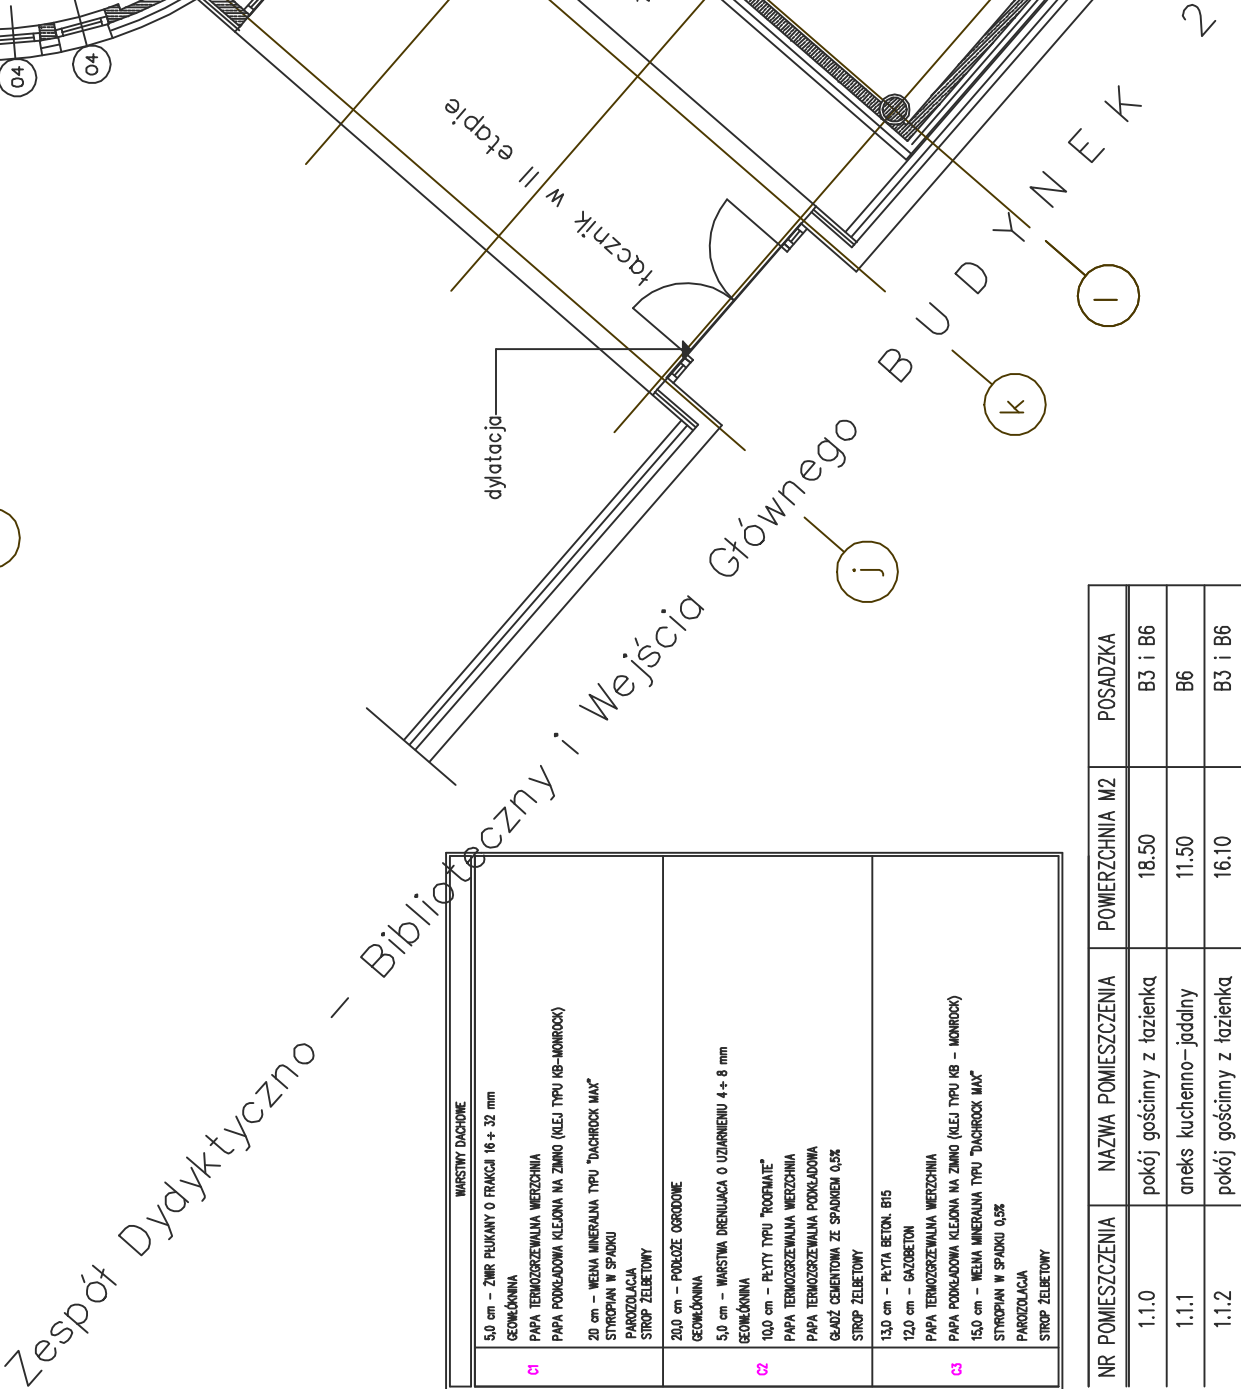 04
04
łącznik w II etapie
dylatacja
Zespół Dydyktyczno – Biblioteczny i Wejścia Głównego BUDYNEK 2
j
k
l
WARSTWY DACHOWE
C1
5,0 cm – ŻWIR PŁUKANY O FRAKCJI 16 ÷ 32 mm
GEOWŁÓKNINA
PAPA TERMOZGRZEWALNA WIERZCHNIA
PAPA PODKŁADOWA KLEJONA NA ZIMNO (KLEJ TYPU KB-MONROCK)
20 cm – WEŁNA MINERALNA TYPU "DACHROCK MAX"
STYROPIAN W SPADKU
PAROIZOLACJA
STROP ŻELBETOWY
C2
20,0 cm – PODŁOŻE OGRODOWE
GEOWŁÓKNINA
5,0 cm – WARSTWA DRENUJACA O UZIARNIENIU 4 ÷ 8 mm
GEOWŁÓKNINA
10,0 cm – PŁYTY TYPU "ROOFMATE"
PAPA TERMOZGRZEWALNA WIERZCHNIA
PAPA TERMOZGRZEWALNA PODKŁADOWA
GŁADŹ CEMENTOWA ZE SPADKIEM 0,5%
STROP ŻELBETOWY
C3
13,0 cm – PŁYTA BETON. B15
12,0 cm – GAZOBETON
PAPA TERMOZGRZEWALNA WIERZCHNIA
PAPA PODKŁADOWA KLEJONA NA ZIMNO (KLEJ TYPU KB – MONROCK)
15,0 cm – WEŁNA MINERALNA TYPU "DACHROCK MAX"
STYROPIAN W SPADKU 0,5%
PAROIZOLACJA
STROP ŻELBETOWY
NR POMIESZCZENIA NAZWA POMIESZCZENIA POWIERZCHNIA M2 POSADZKA
1.1.0 pokój gościnny z łazienką 18.50 B3 i B6
1.1.1 aneks kuchenno–jadalny 11.50 B6
1.1.2 pokój gościnny z łazienką 16.10 B3 i B6